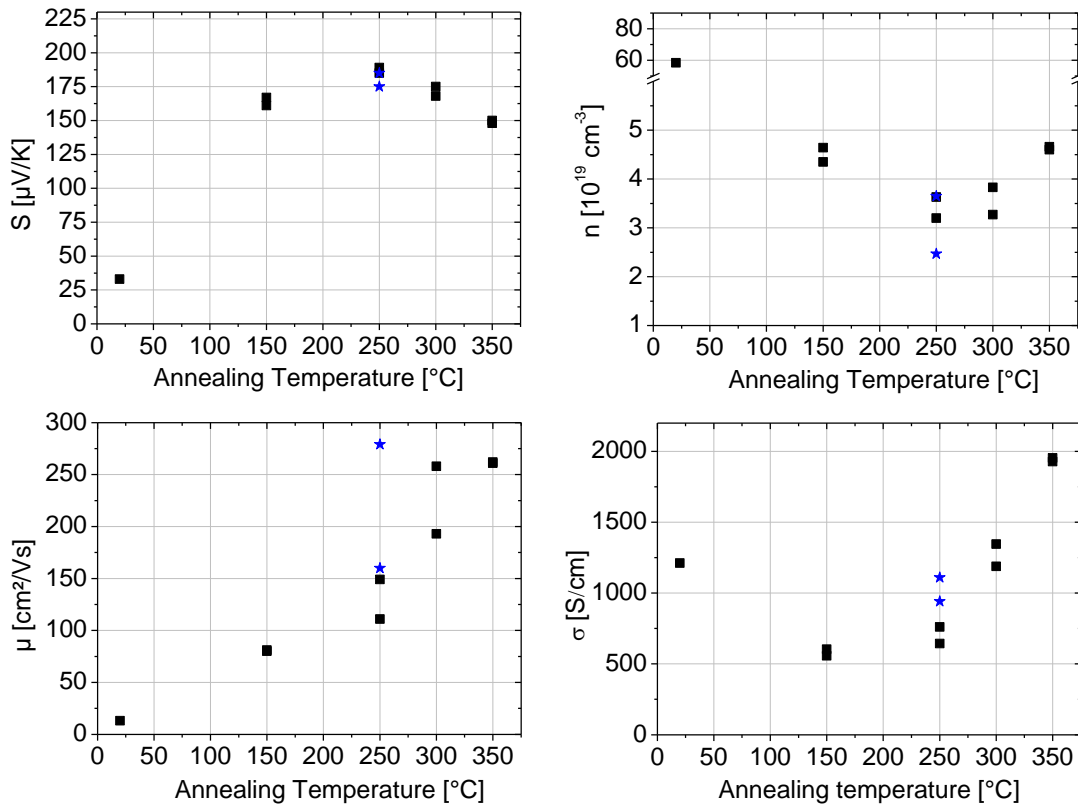 225
200
175
150
125
100
75
50
25
0
S [µV/K]
0 50 100 150 200 250 300 350
Annealing Temperature [°C]
80
60
5
4
3
2
1
n [10^19 cm^-3]
0 50 100 150 200 250 300 350
Annealing Temperature [°C]
300
250
200
150
100
50
0
µ [cm²/Vs]
0 50 100 150 200 250 300 350
Annealing Temperature [°C]
2000
1500
1000
500
0
σ [S/cm]
0 50 100 150 200 250 300 350
Annealing temperature [°C]